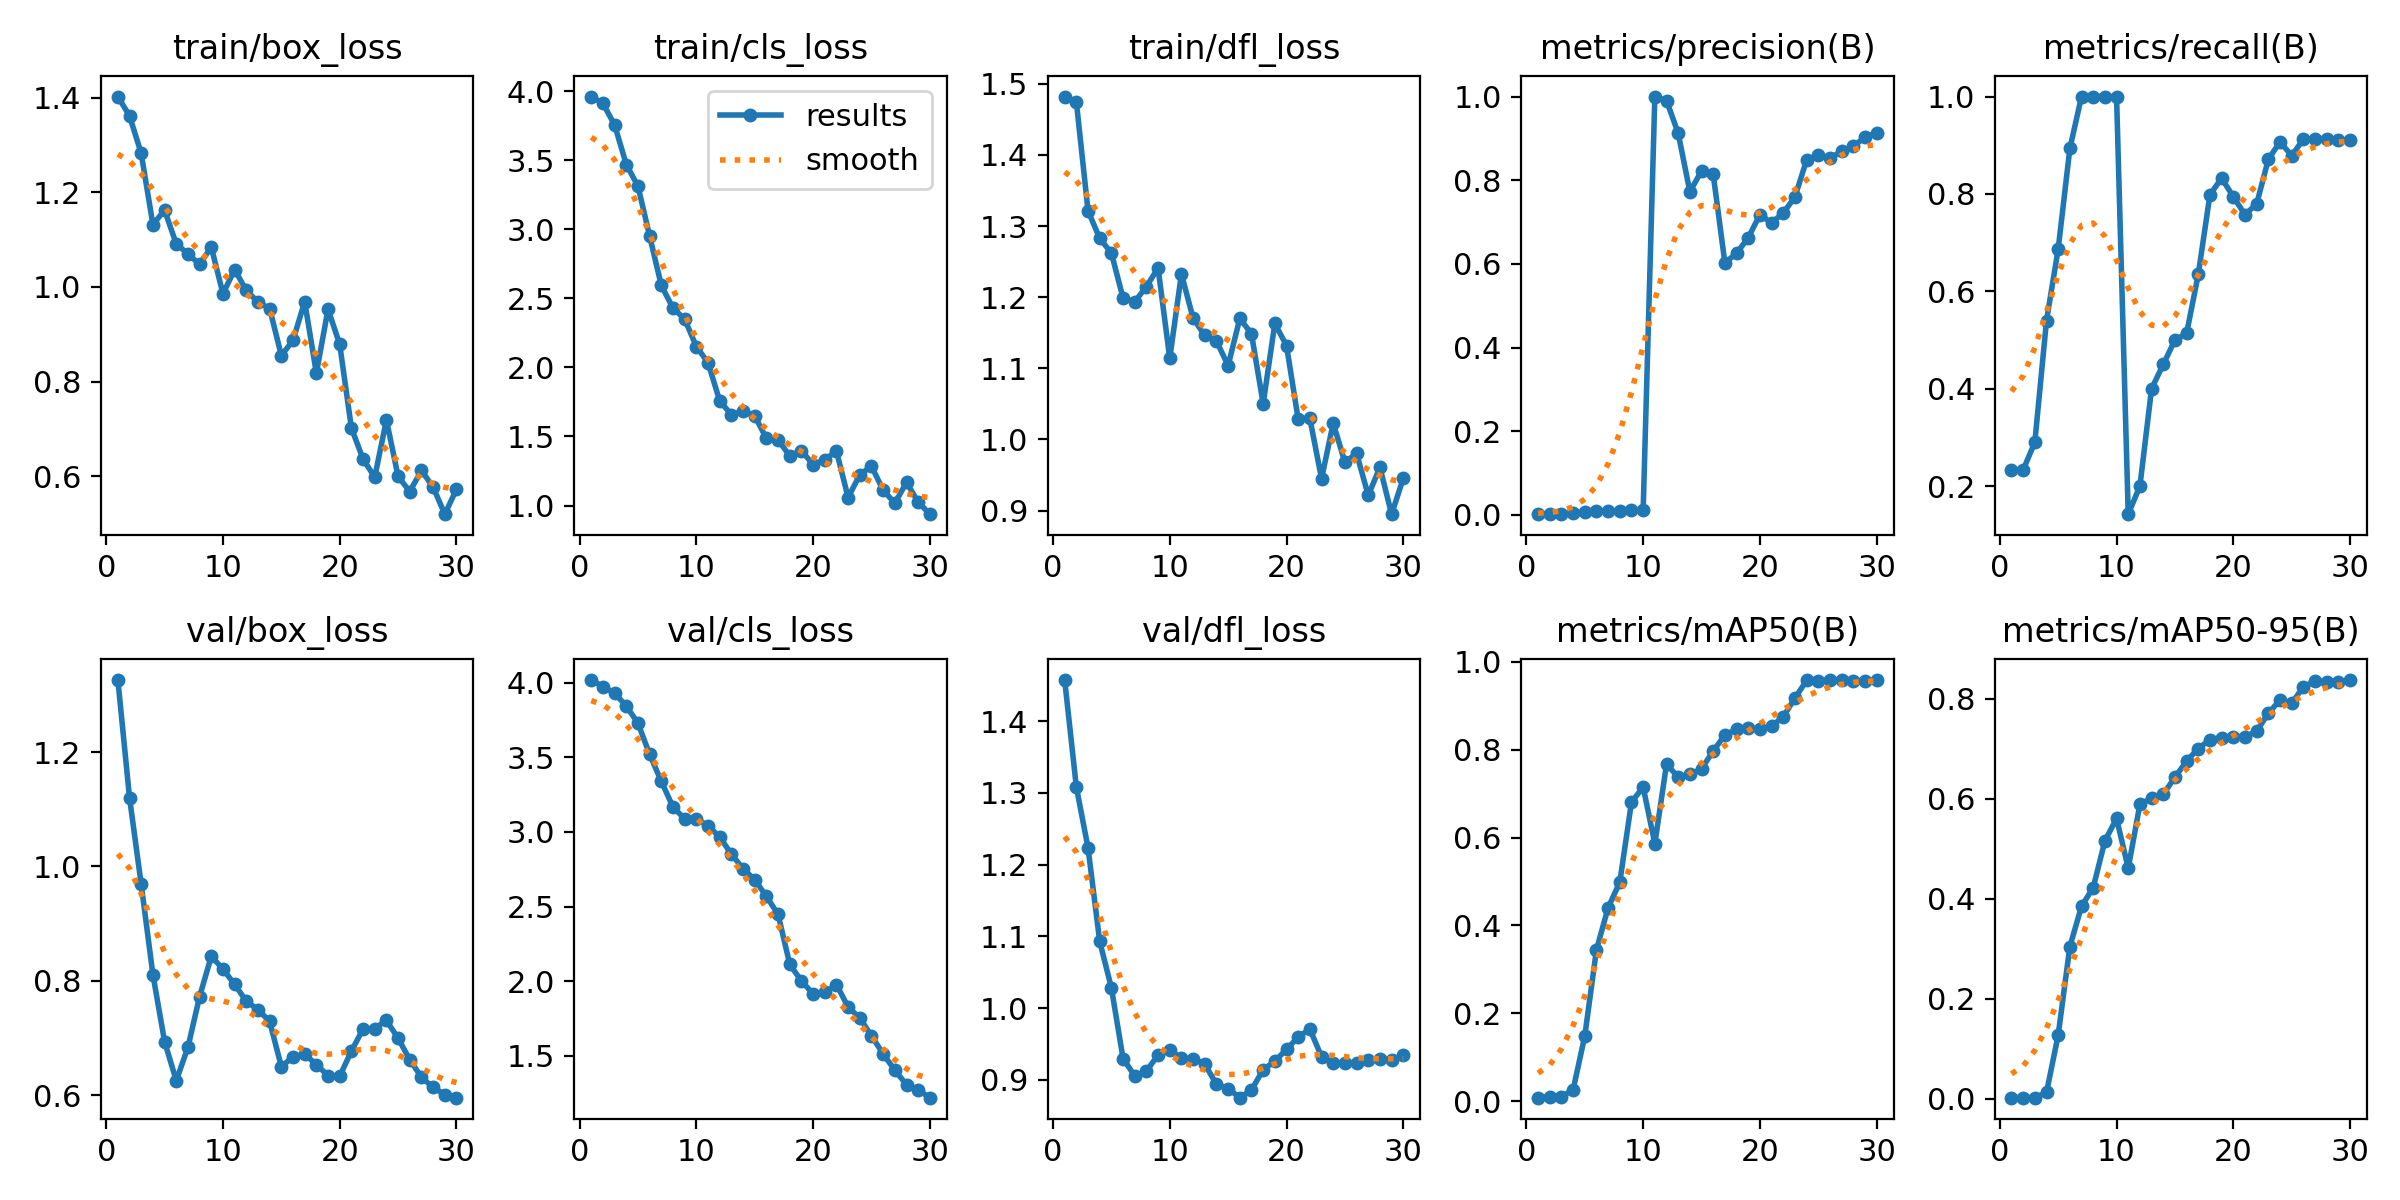 train/box_loss
1.4
1.2
1.0
0.8
0.6
0 10 20 30
train/cls_loss
results
smooth
4.0
3.5
3.0
2.5
2.0
1.5
1.0
0 10 20 30
train/dfl_loss
1.5
1.4
1.3
1.2
1.1
1.0
0.9
0 10 20 30
metrics/precision(B)
1.0
0.8
0.6
0.4
0.2
0.0
0 10 20 30
metrics/recall(B)
1.0
0.8
0.6
0.4
0.2
0 10 20 30
val/box_loss
1.2
1.0
0.8
0.6
0 10 20 30
val/cls_loss
4.0
3.5
3.0
2.5
2.0
1.5
0 10 20 30
val/dfl_loss
1.4
1.3
1.2
1.1
1.0
0.9
0 10 20 30
metrics/mAP50(B)
1.0
0.8
0.6
0.4
0.2
0.0
0 10 20 30
metrics/mAP50-95(B)
0.8
0.6
0.4
0.2
0.0
0 10 20 30